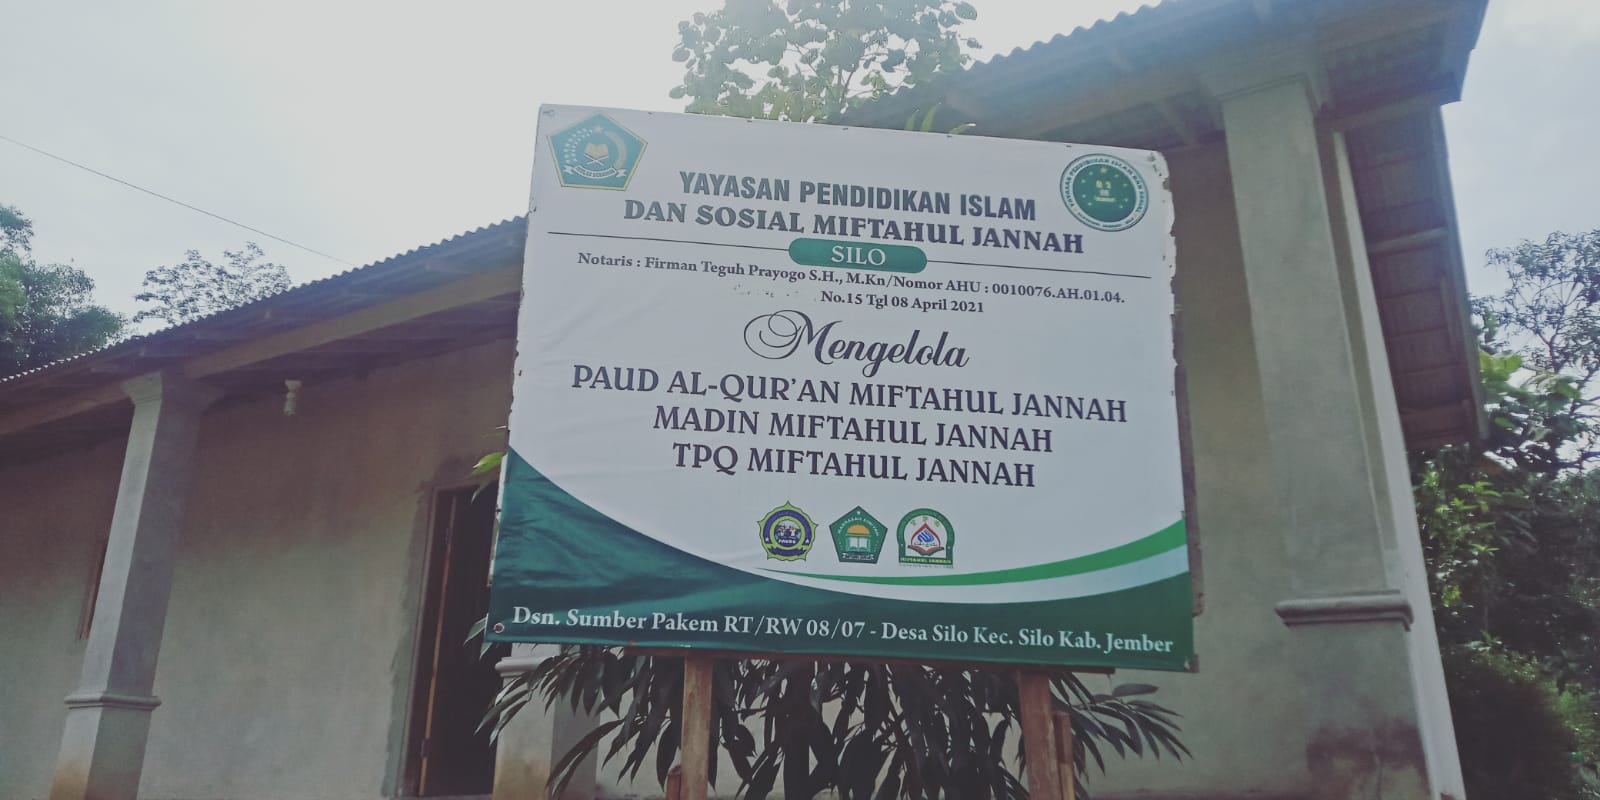 YAYASAN PENDIDIKAN ISLAM
DAN SOSIAL MIFTAHUL JANNAH
SILO
Notaris : Firman Teguh Prayogo S.H., M.Kn/Nomor AHU : 0010076.AH.01.04.
No.15 Tgl 08 April 2021
Mengelola
PAUD AL-QUR'AN MIFTAHUL JANNAH
MADIN MIFTAHUL JANNAH
TPQ MIFTAHUL JANNAH
MIFTAHUL JANNAH
Dsn. Sumber Pakem RT/RW 08/07 - Desa Silo Kec. Silo Kab. Jember